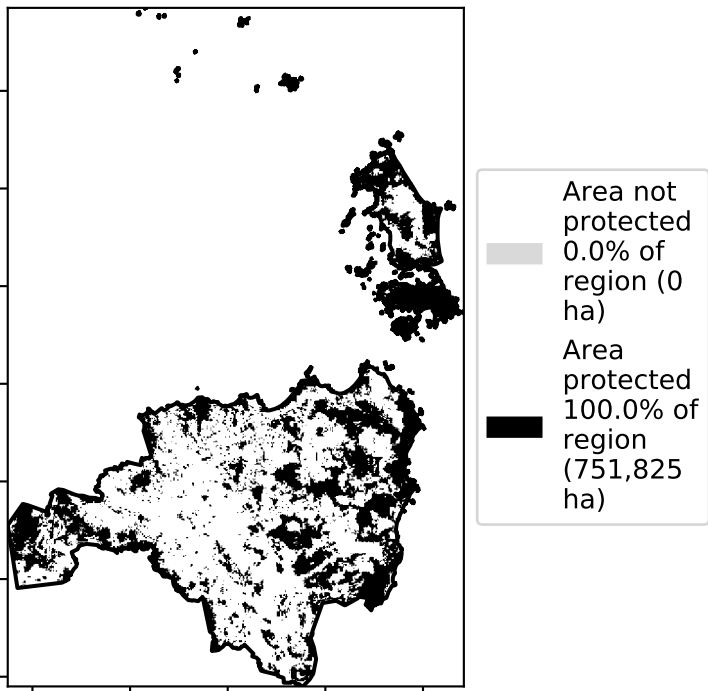 Area not
protected
0.0% of
region (0
ha)
Area
protected
100.0% of
region
(751,825
ha)